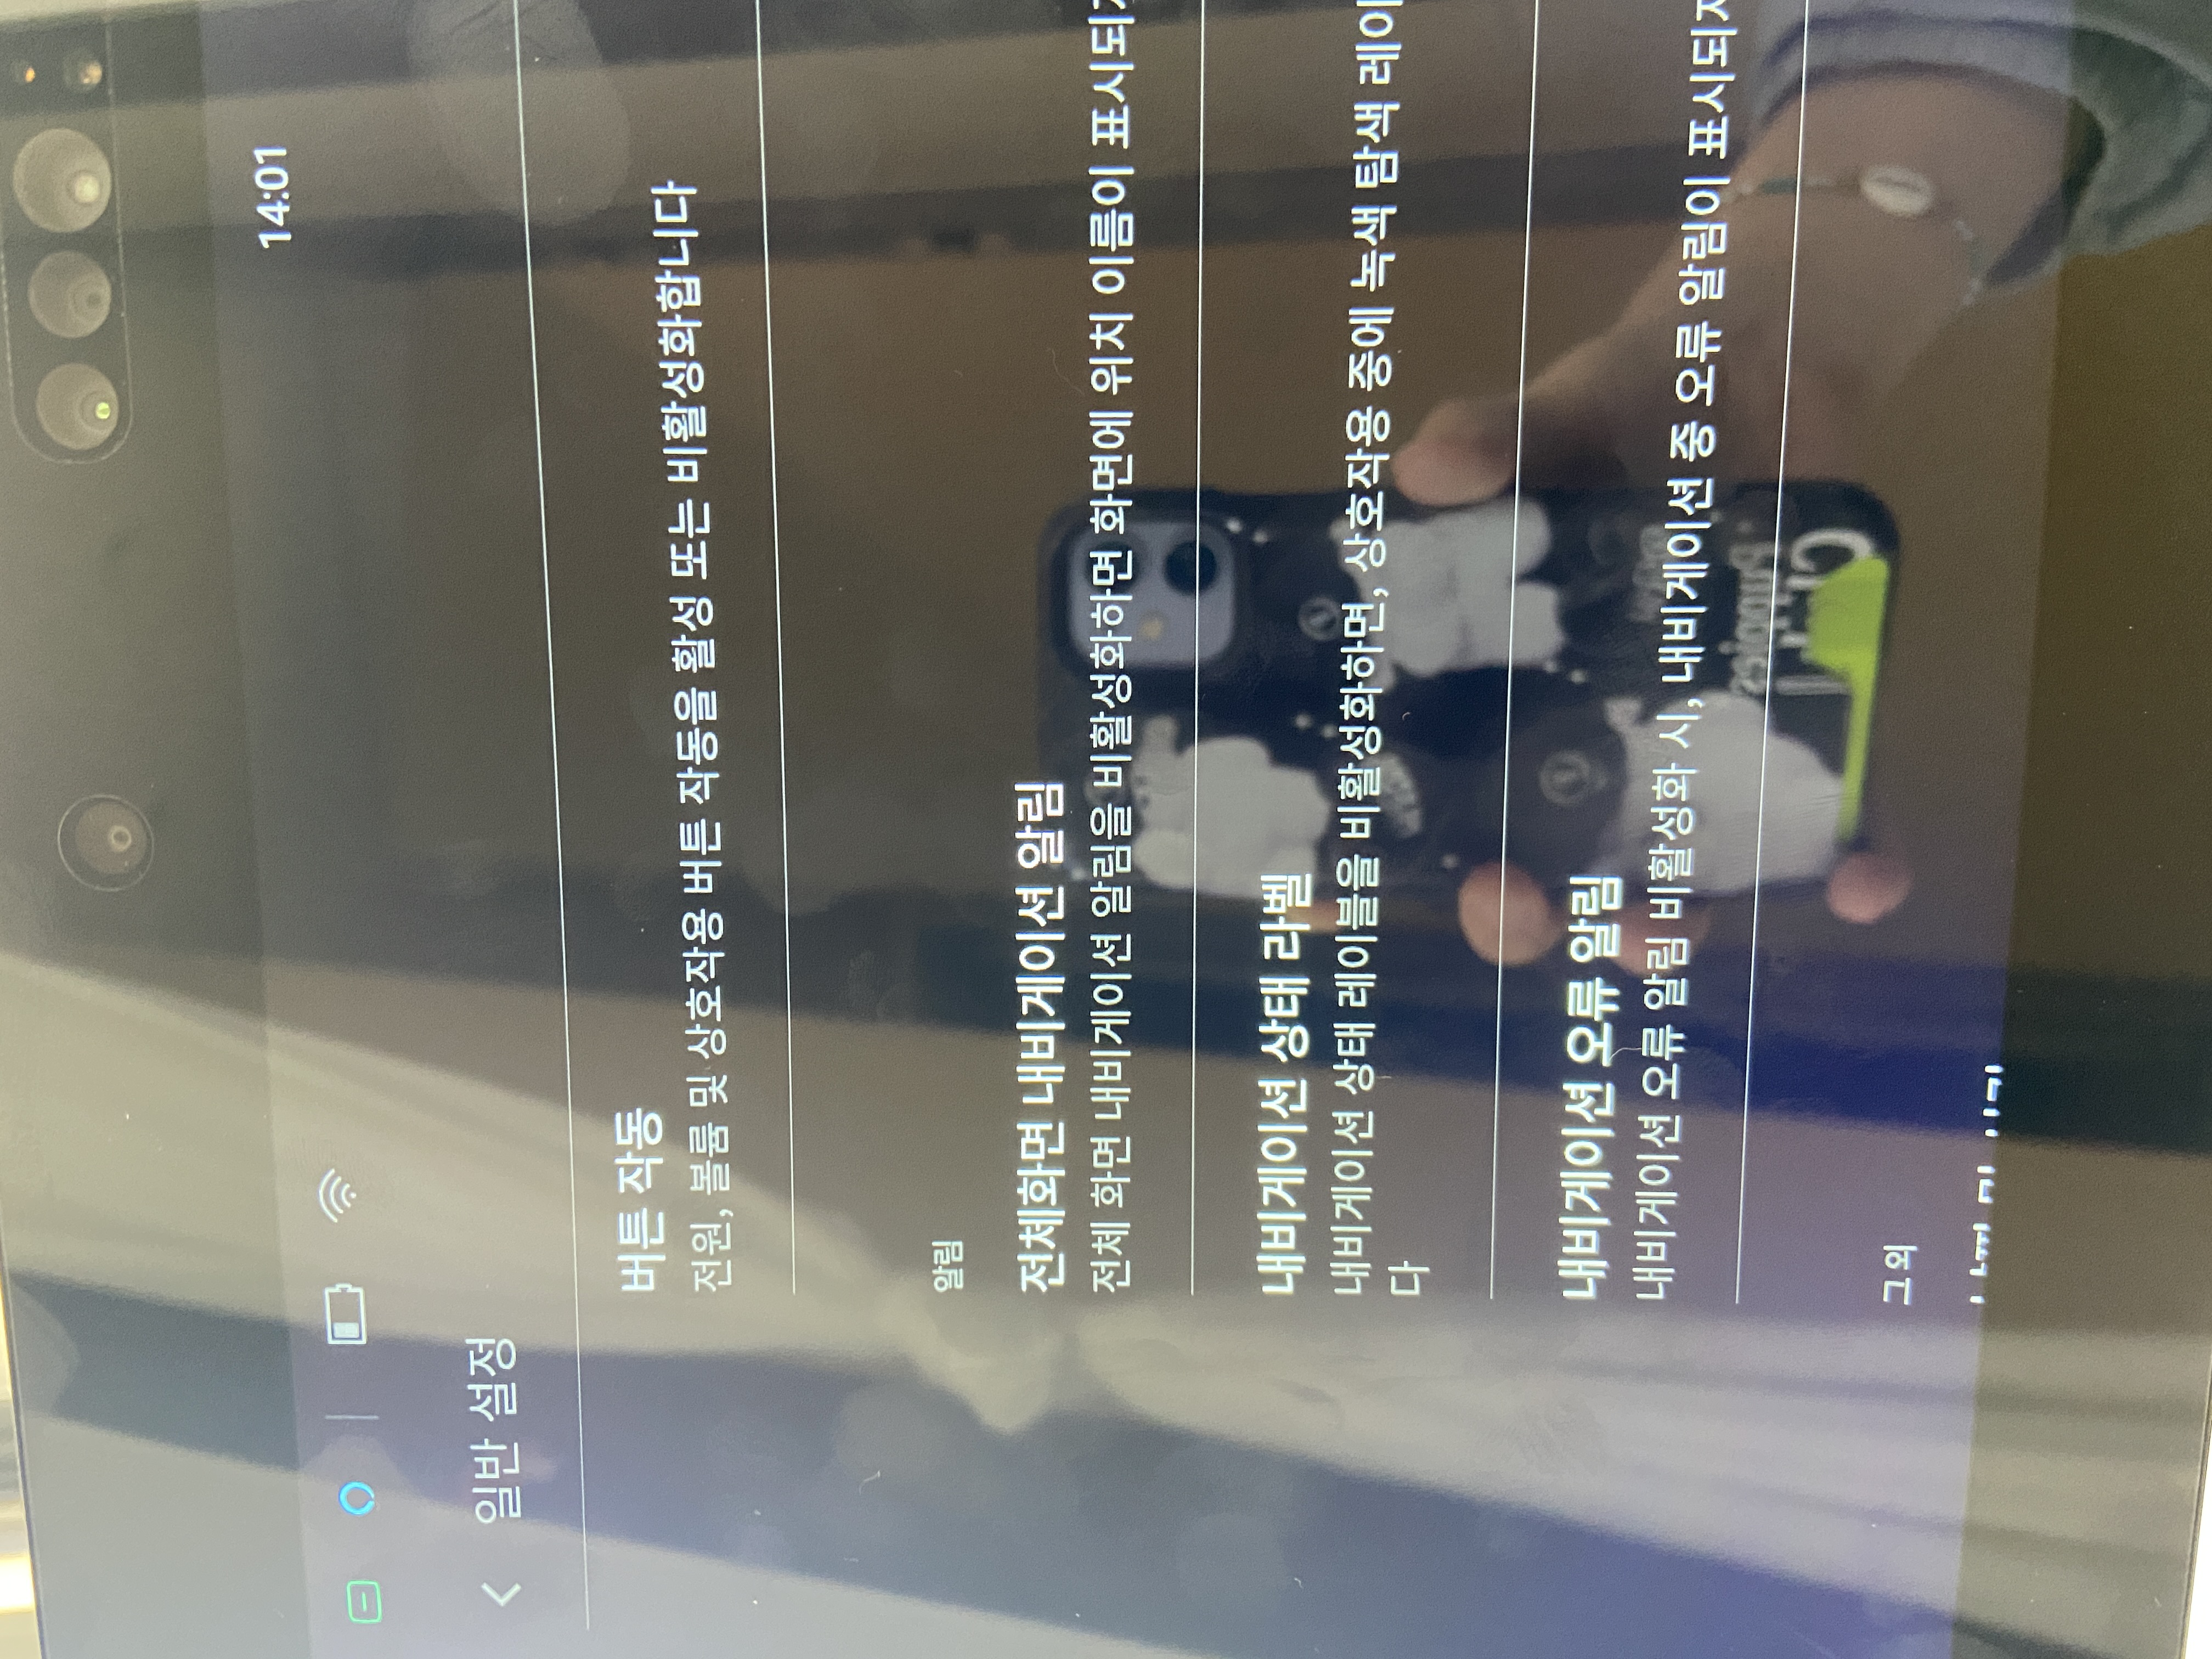 14:01
일반 설정
버튼 작동
전원, 볼륨 및 상호작용 버튼 작동을 활성 또는 비활성화합니다
알림
전체화면 내비게이션 알림
전체 화면 내비게이션 알림을 비활성화하면 화면에 위치 이름이
내비게이션 상태 라벨
내비게이션 상태 레이블을 비활성화하면, 상호작용 중에 녹색 탐색
다
내비게이션 오류 알림
내비게이션 오류 알림 비활성화 시, 내비게이션 중 오류 알림이
Puppies
그 외